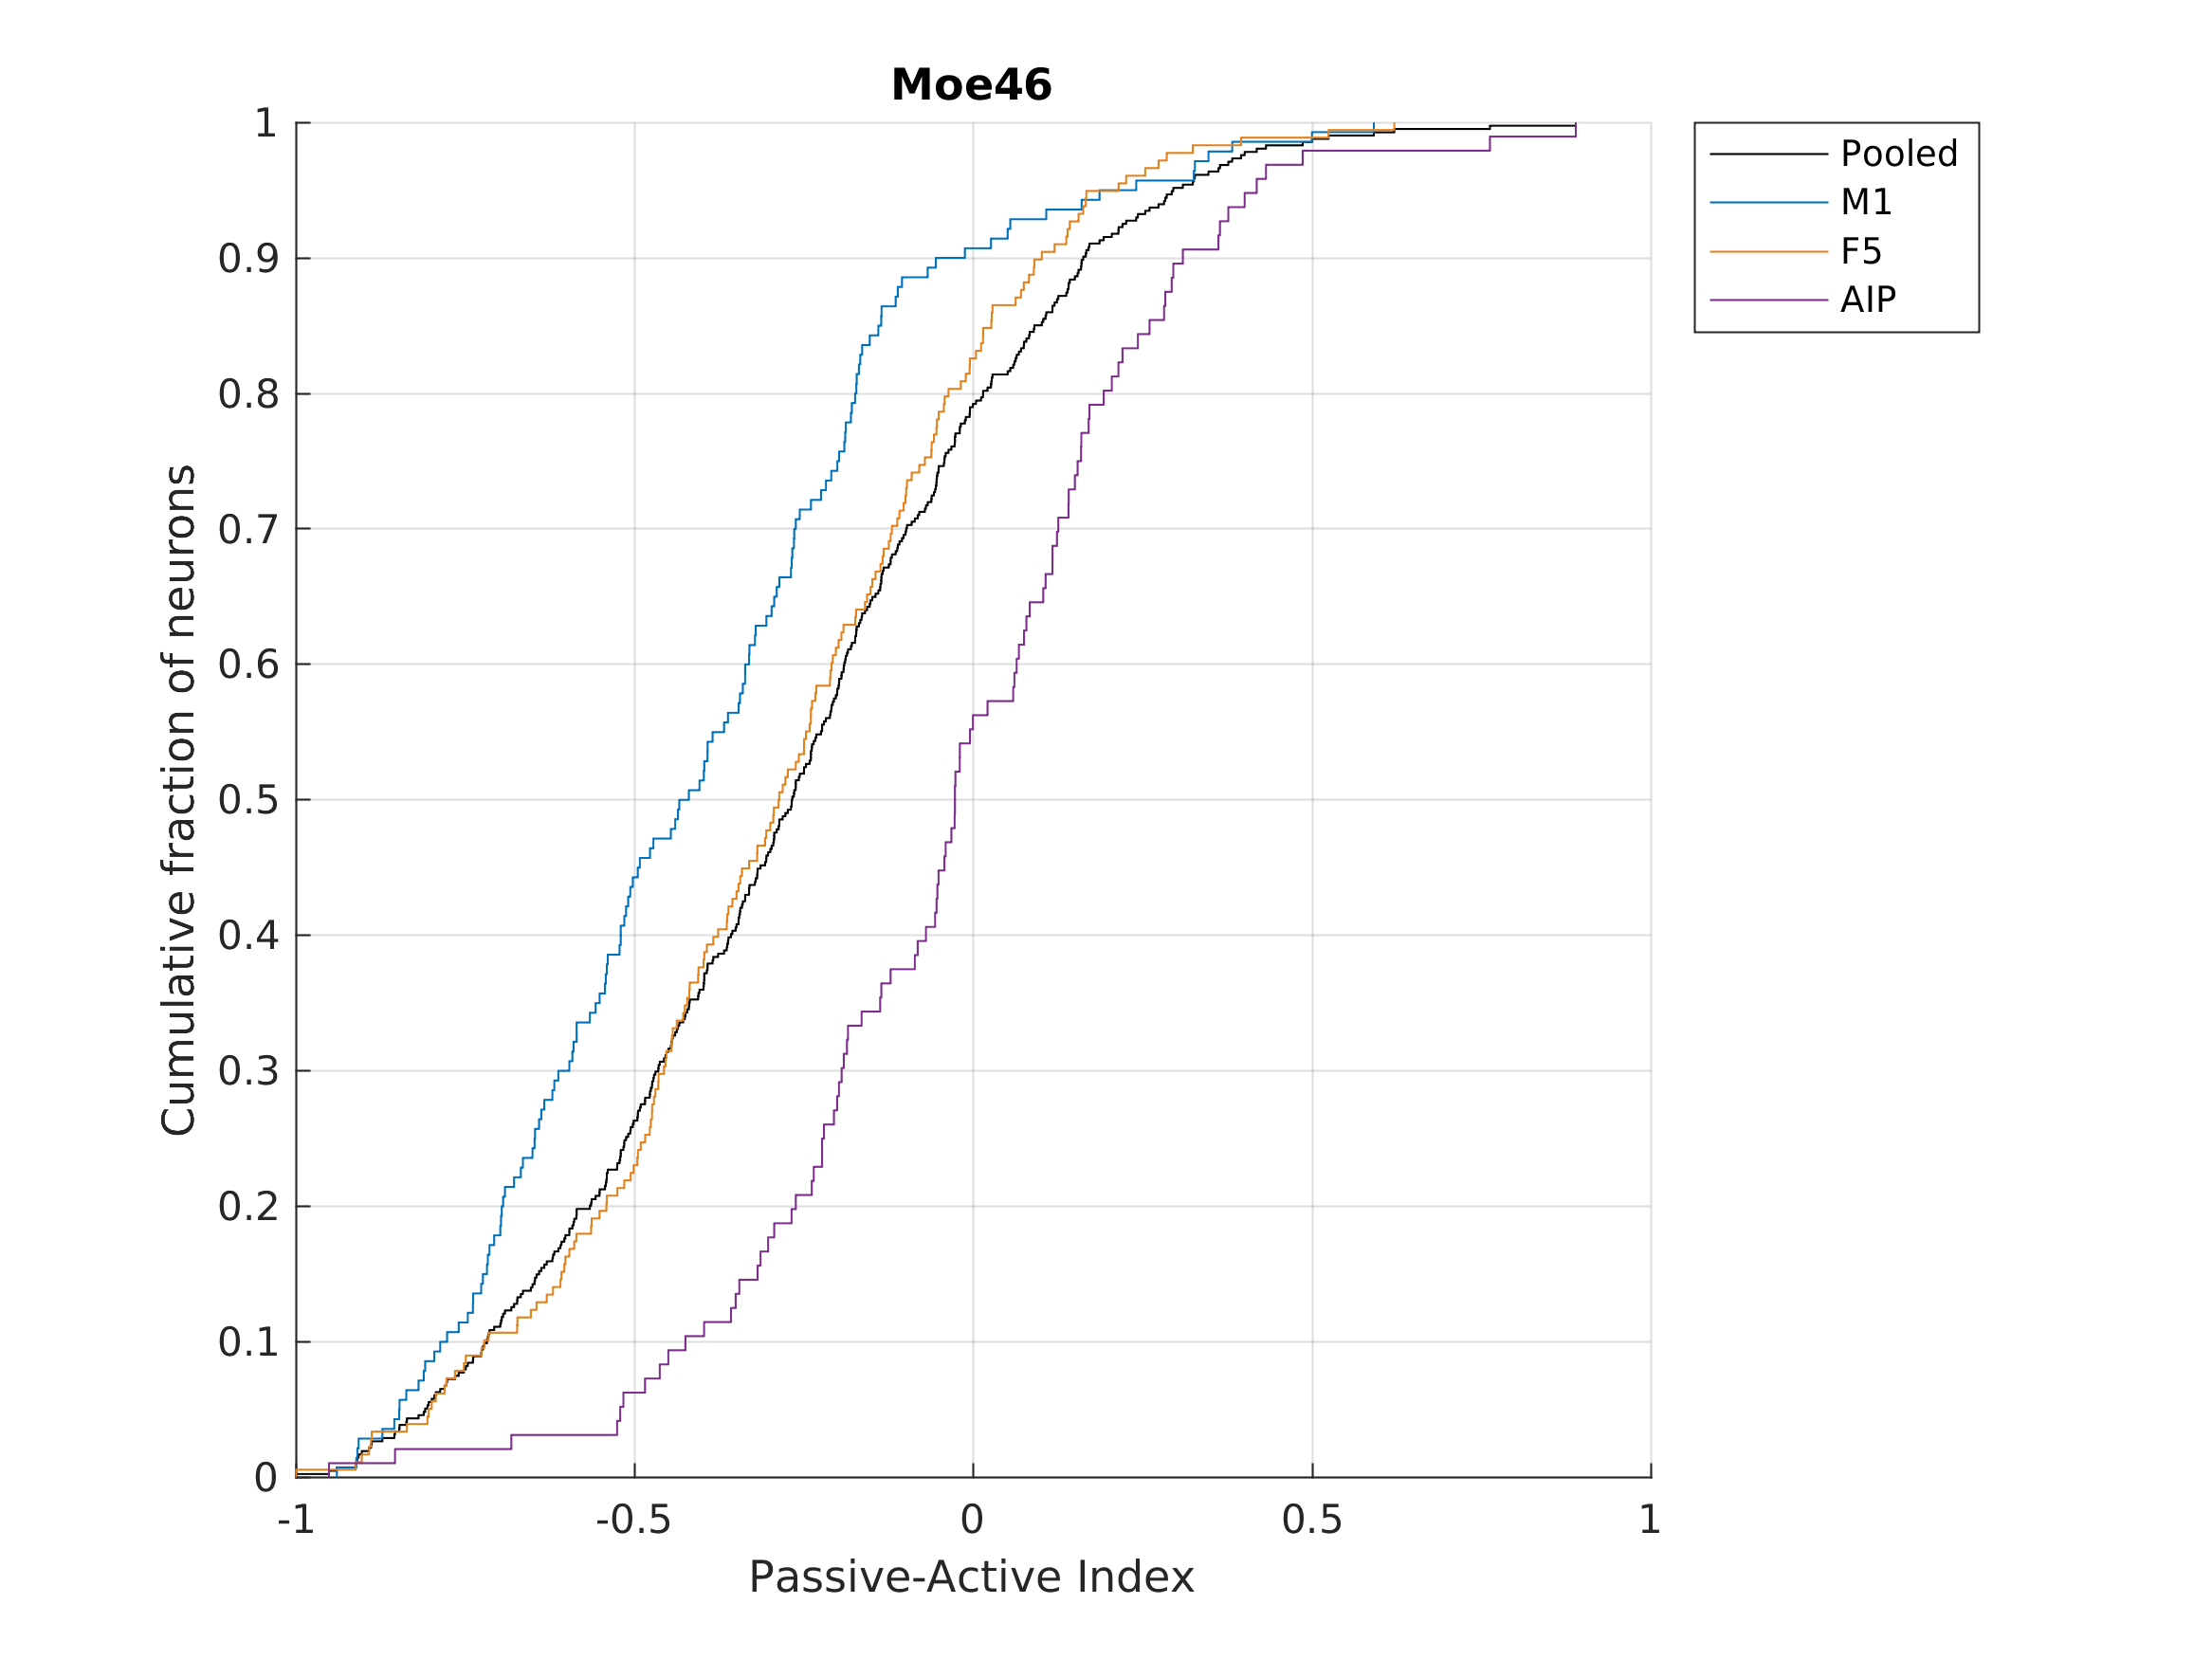 Moe46
Pooled
M1
F5
AIP
1
0.9
0.8
0.7
0.6
0.5
0.4
0.3
0.2
0.1
0
Cumulative fraction of neurons
-1
-0.5
0
0.5
1
Passive-Active Index